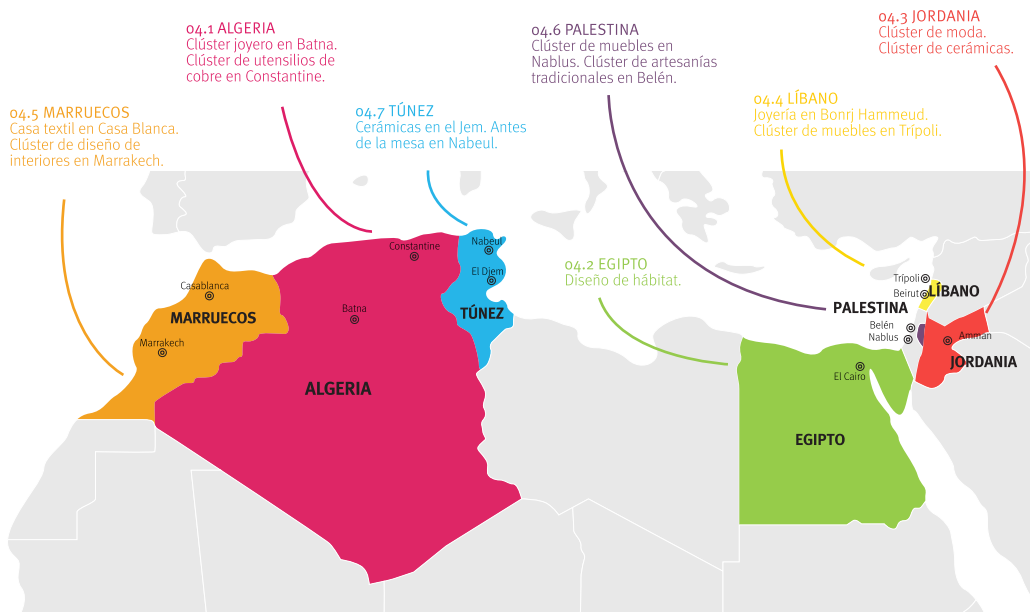 04.1 ALGERIA
Clúster joyero en Batna.
Clúster de utensilios de
cobre en Constantine.
04.6 PALESTINA
Clúster de muebles en
Nablus. Clúster de artesanías
tradicionales en Belén.
04.3 JORDANIA
Clúster de moda.
Clúster de cerámicas.
04.5 MARRUECOS
Casa textil en Casa Blanca.
Clúster de diseño de
interiores en Marrakech.
04.7 TÚNEZ
Cerámicas en el Jem. Antes
de la mesa en Nabeul.
04.4 LÍBANO
Joyería en Bonrj Hammeud.
Clúster de muebles en Trípoli.
04.2 EGIPTO
Diseño de hábitat.
Constantine
Nabeul
El Djem
Casablanca
Batna
TÚNEZ
MARRUECOS
Marrakech
ALGERIA
Trípoli
Beirut
LÍBANO
PALESTINA
Belén
Nablus
Amman
JORDANIA
El Cairo
EGIPTO